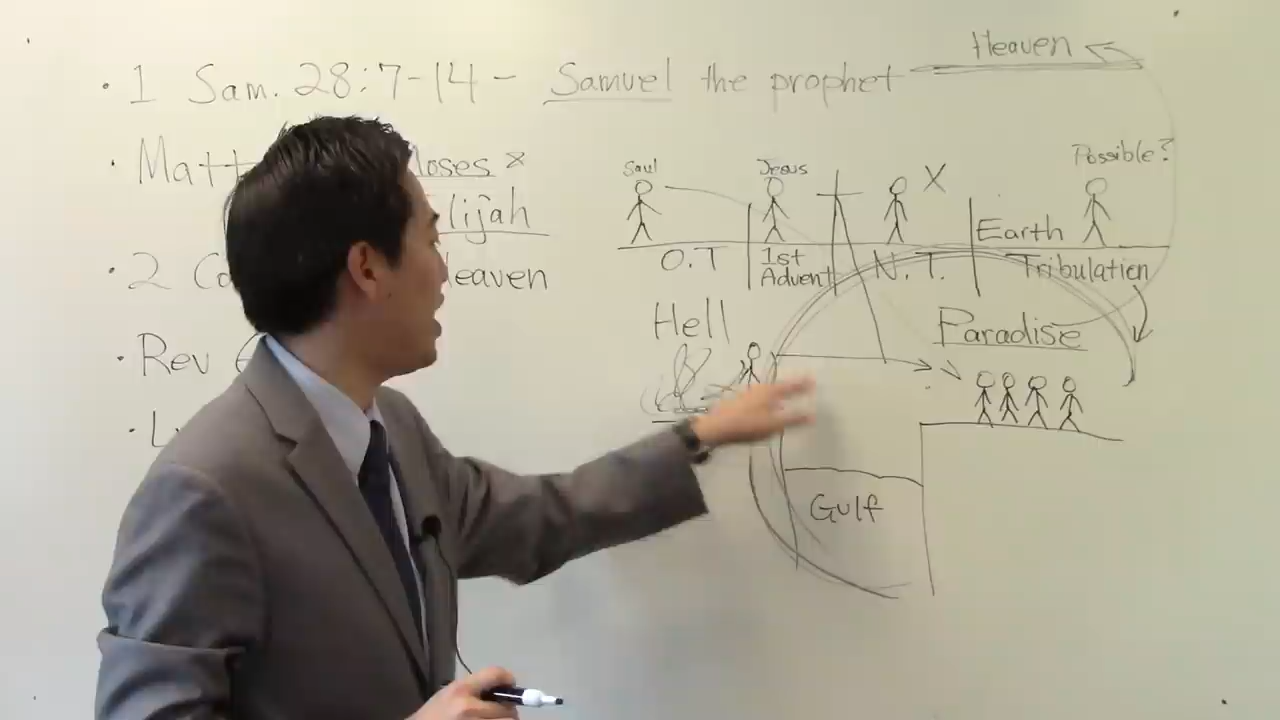 Heaven
· 1 Sam. 28:7-14 - Samuel the prophet
· Matt Moses x
lijah
· 2 Co eaven
· Rev
· L
Saul
Jesus
X
Possible?
Earth
O.T
1st
Advent
N.T.
Tribulation
Hell
Paradise
Gulf